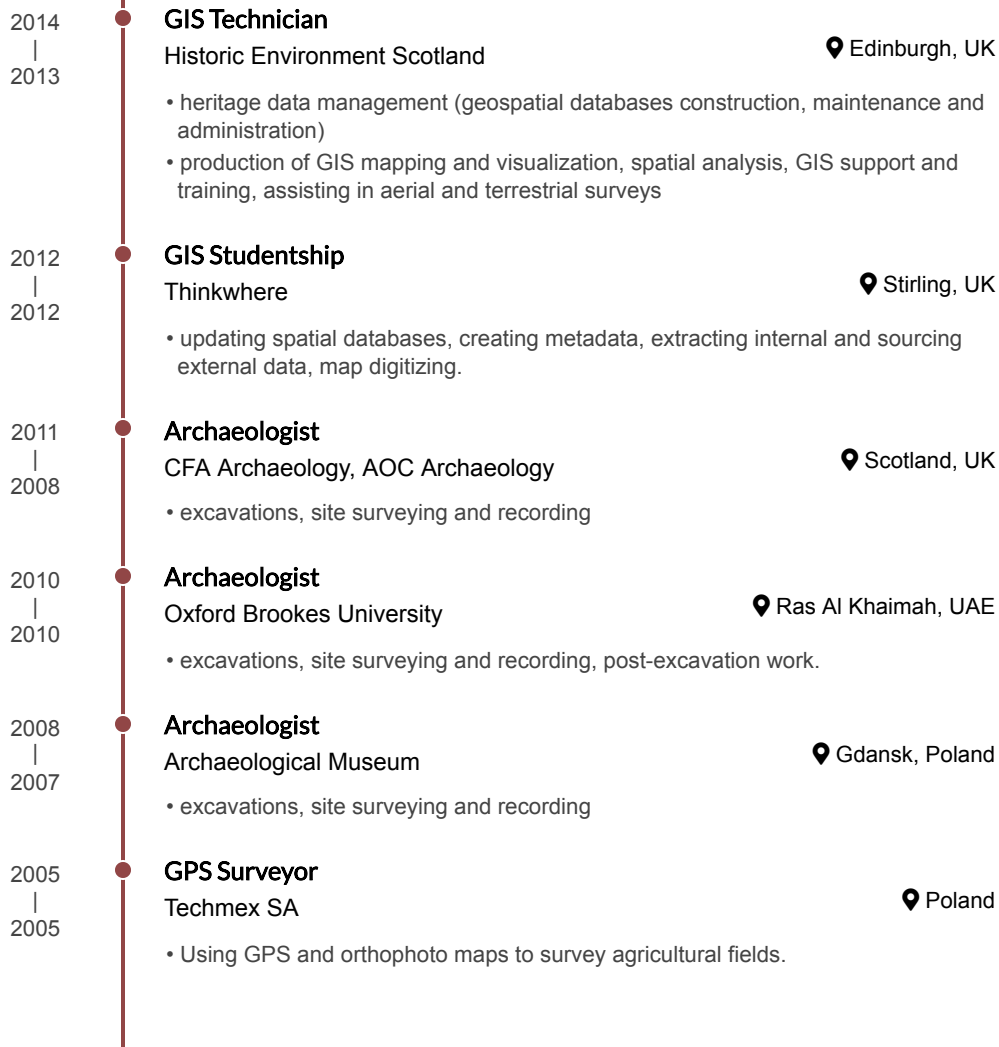 2014
|
2013
GIS Technician
Historic Environment Scotland
Edinburgh, UK
• heritage data management (geospatial databases construction, maintenance and
administration)
• production of GIS mapping and visualization, spatial analysis, GIS support and
training, assisting in aerial and terrestrial surveys
2012
|
2012
GIS Studentship
Thinkwhere
Stirling, UK
• updating spatial databases, creating metadata, extracting internal and sourcing
external data, map digitizing.
2011
|
2008
Archaeologist
CFA Archaeology, AOC Archaeology
Scotland, UK
• excavations, site surveying and recording
2010
|
2010
Archaeologist
Oxford Brookes University
Ras Al Khaimah, UAE
• excavations, site surveying and recording, post-excavation work.
2008
|
2007
Archaeologist
Archaeological Museum
Gdansk, Poland
• excavations, site surveying and recording
2005
|
2005
GPS Surveyor
Techmex SA
Poland
• Using GPS and orthophoto maps to survey agricultural fields.